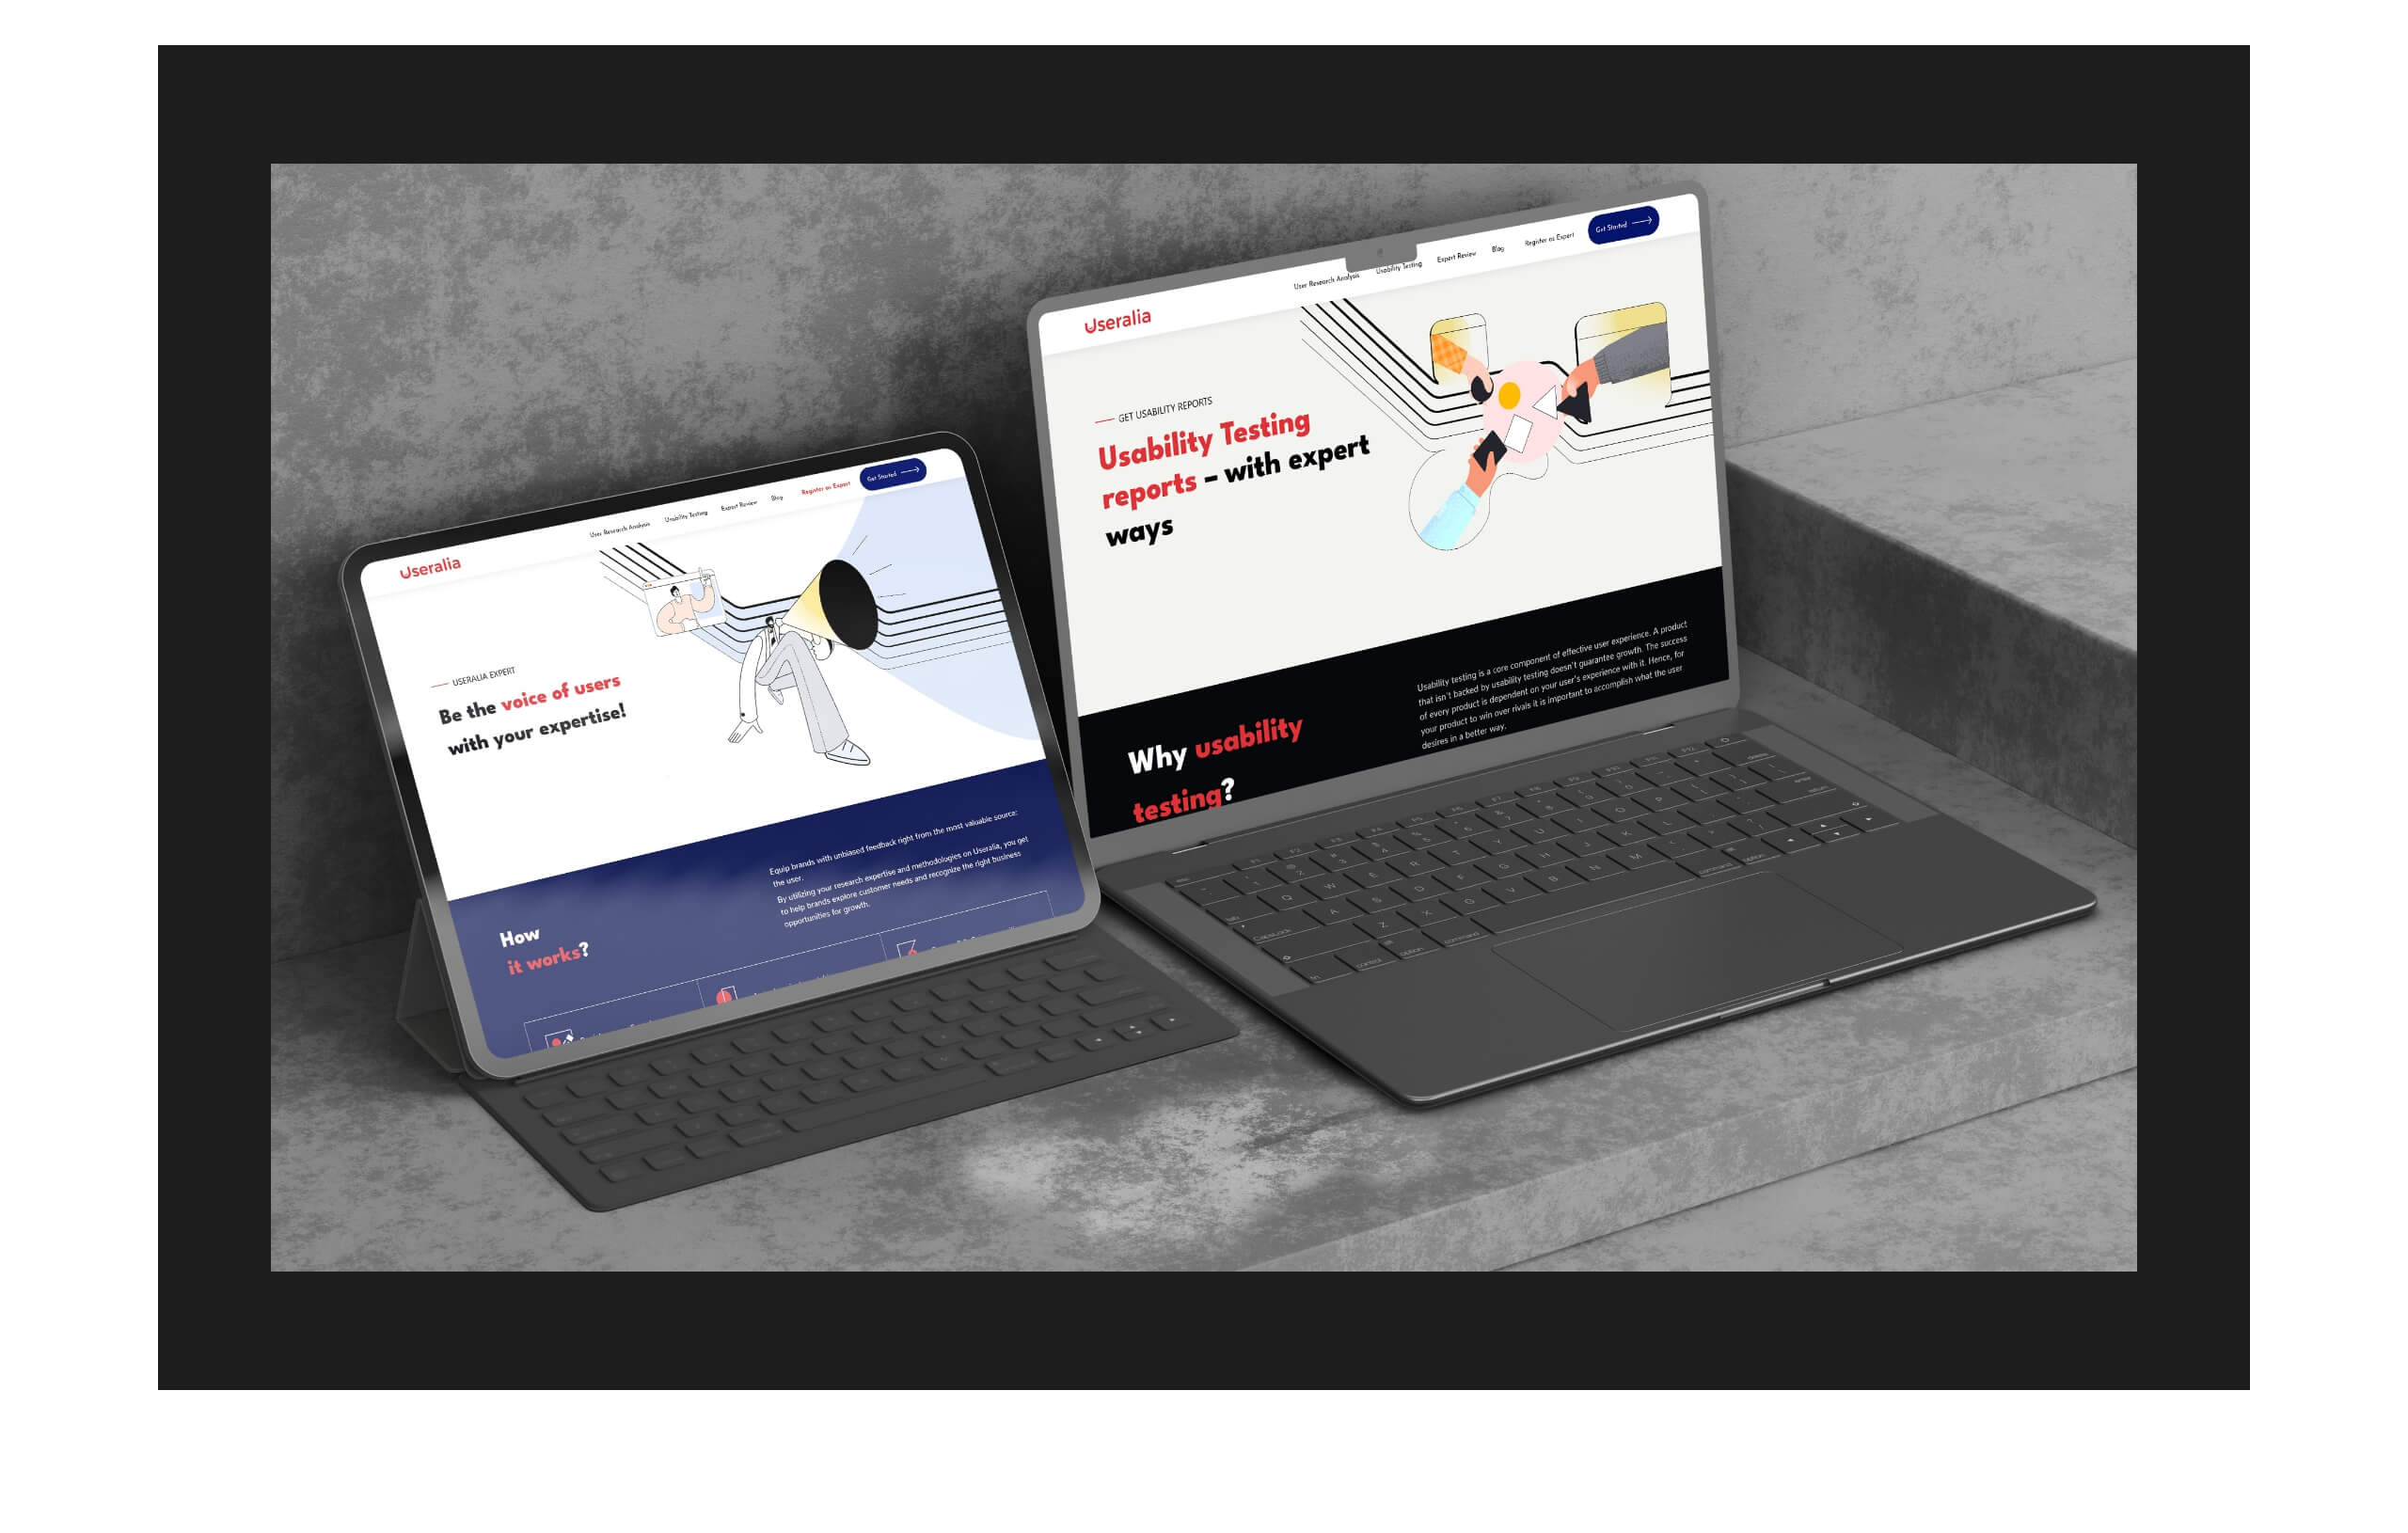 Useralia
User Research Analysis
Usability Testing
Expert Review
Blog
Register as Expert
Get Started
USERALIA EXPERT
Be the voice of users
with your expertise!
How
it works?
Equip brands with unbiased feedback right from the most valuable source:
the user.
By utilizing your research expertise and methodologies on Useralia, you get
to help brands explore customer needs and recognize the right business
opportunities for growth.
Useralia
User Research Analysis
Usability Testing
Expert Review
Blog
Register as Expert
Get Started
GET USABILITY REPORTS
Usability Testing
reports – with expert
ways
Why usability
testing?
Usability testing is a core component of effective user experience. A product
that isn't backed by usability testing doesn't guarantee growth. The success
of every product is dependent on your user's experience with it. Hence, for
your product to win over rivals it is important to accomplish what the user
desires in a better way.